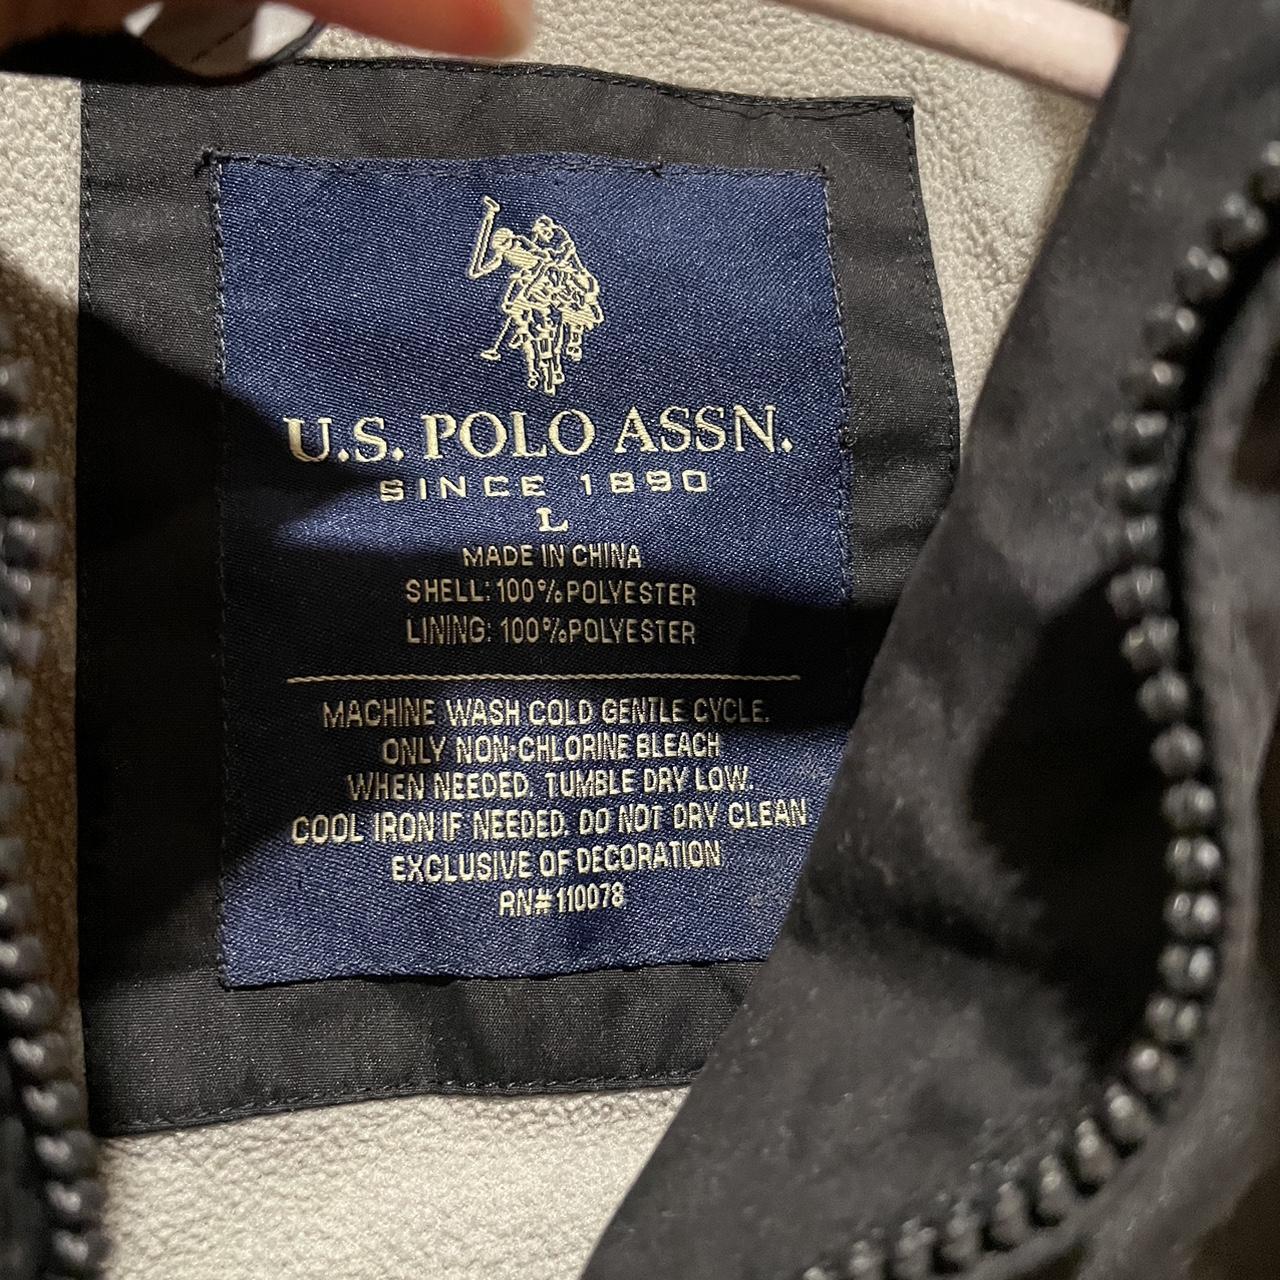 U.S. POLO ASSN.
SINCE 1890
L
MADE IN CHINA
SHELL: 100% POLYESTER
LINING: 100% POLYESTER
MACHINE WASH COLD GENTLE CYCLE.
ONLY NON-CHLORINE BLEACH
WHEN NEEDED. TUMBLE DRY LOW.
COOL IRON IF NEEDED. DO NOT DRY CLEAN
EXCLUSIVE OF DECORATION
RN# 110078